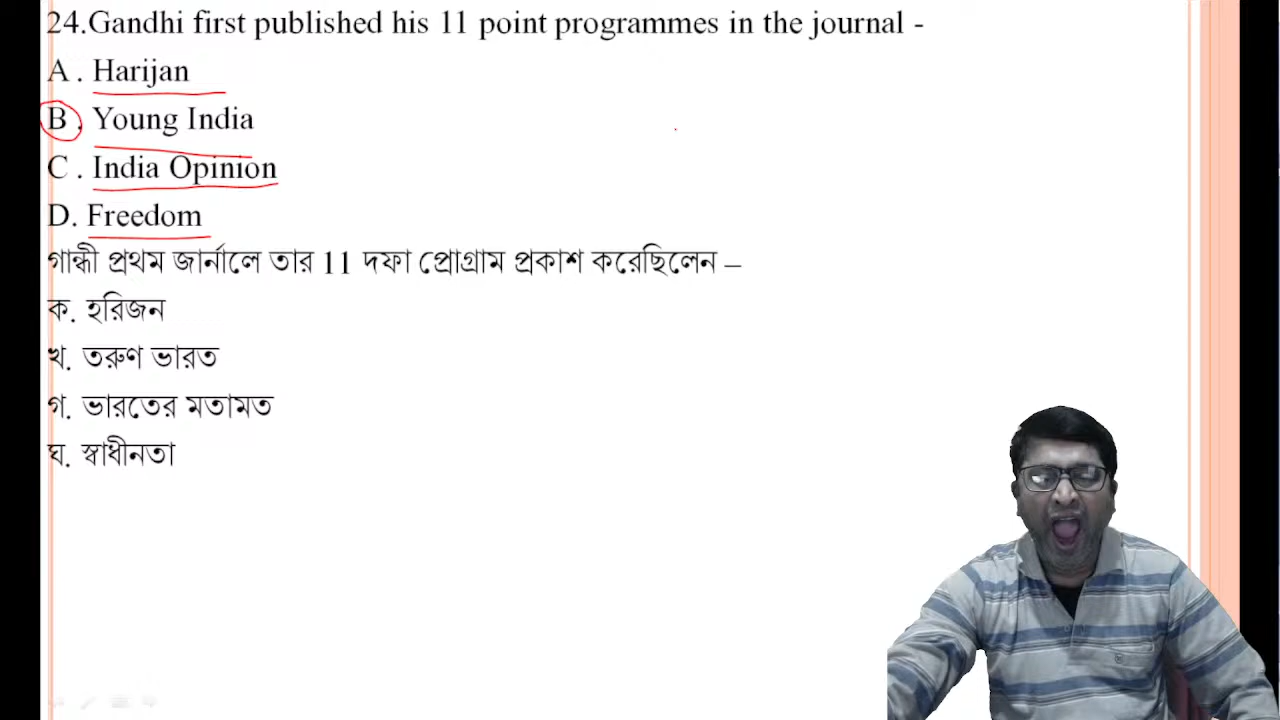 24.Gandhi first published his 11 point programmes in the journal -
A . Harijan
B . Young India
C . India Opinion
D. Freedom
গান্ধী প্রথম জার্নালে তার 11 দফা প্রোগ্রাম প্রকাশ করেছিলেন –
ক. হরিজন
খ. তরুণ ভারত
গ. ভারতের মতামত
ঘ. স্বাধীনতা